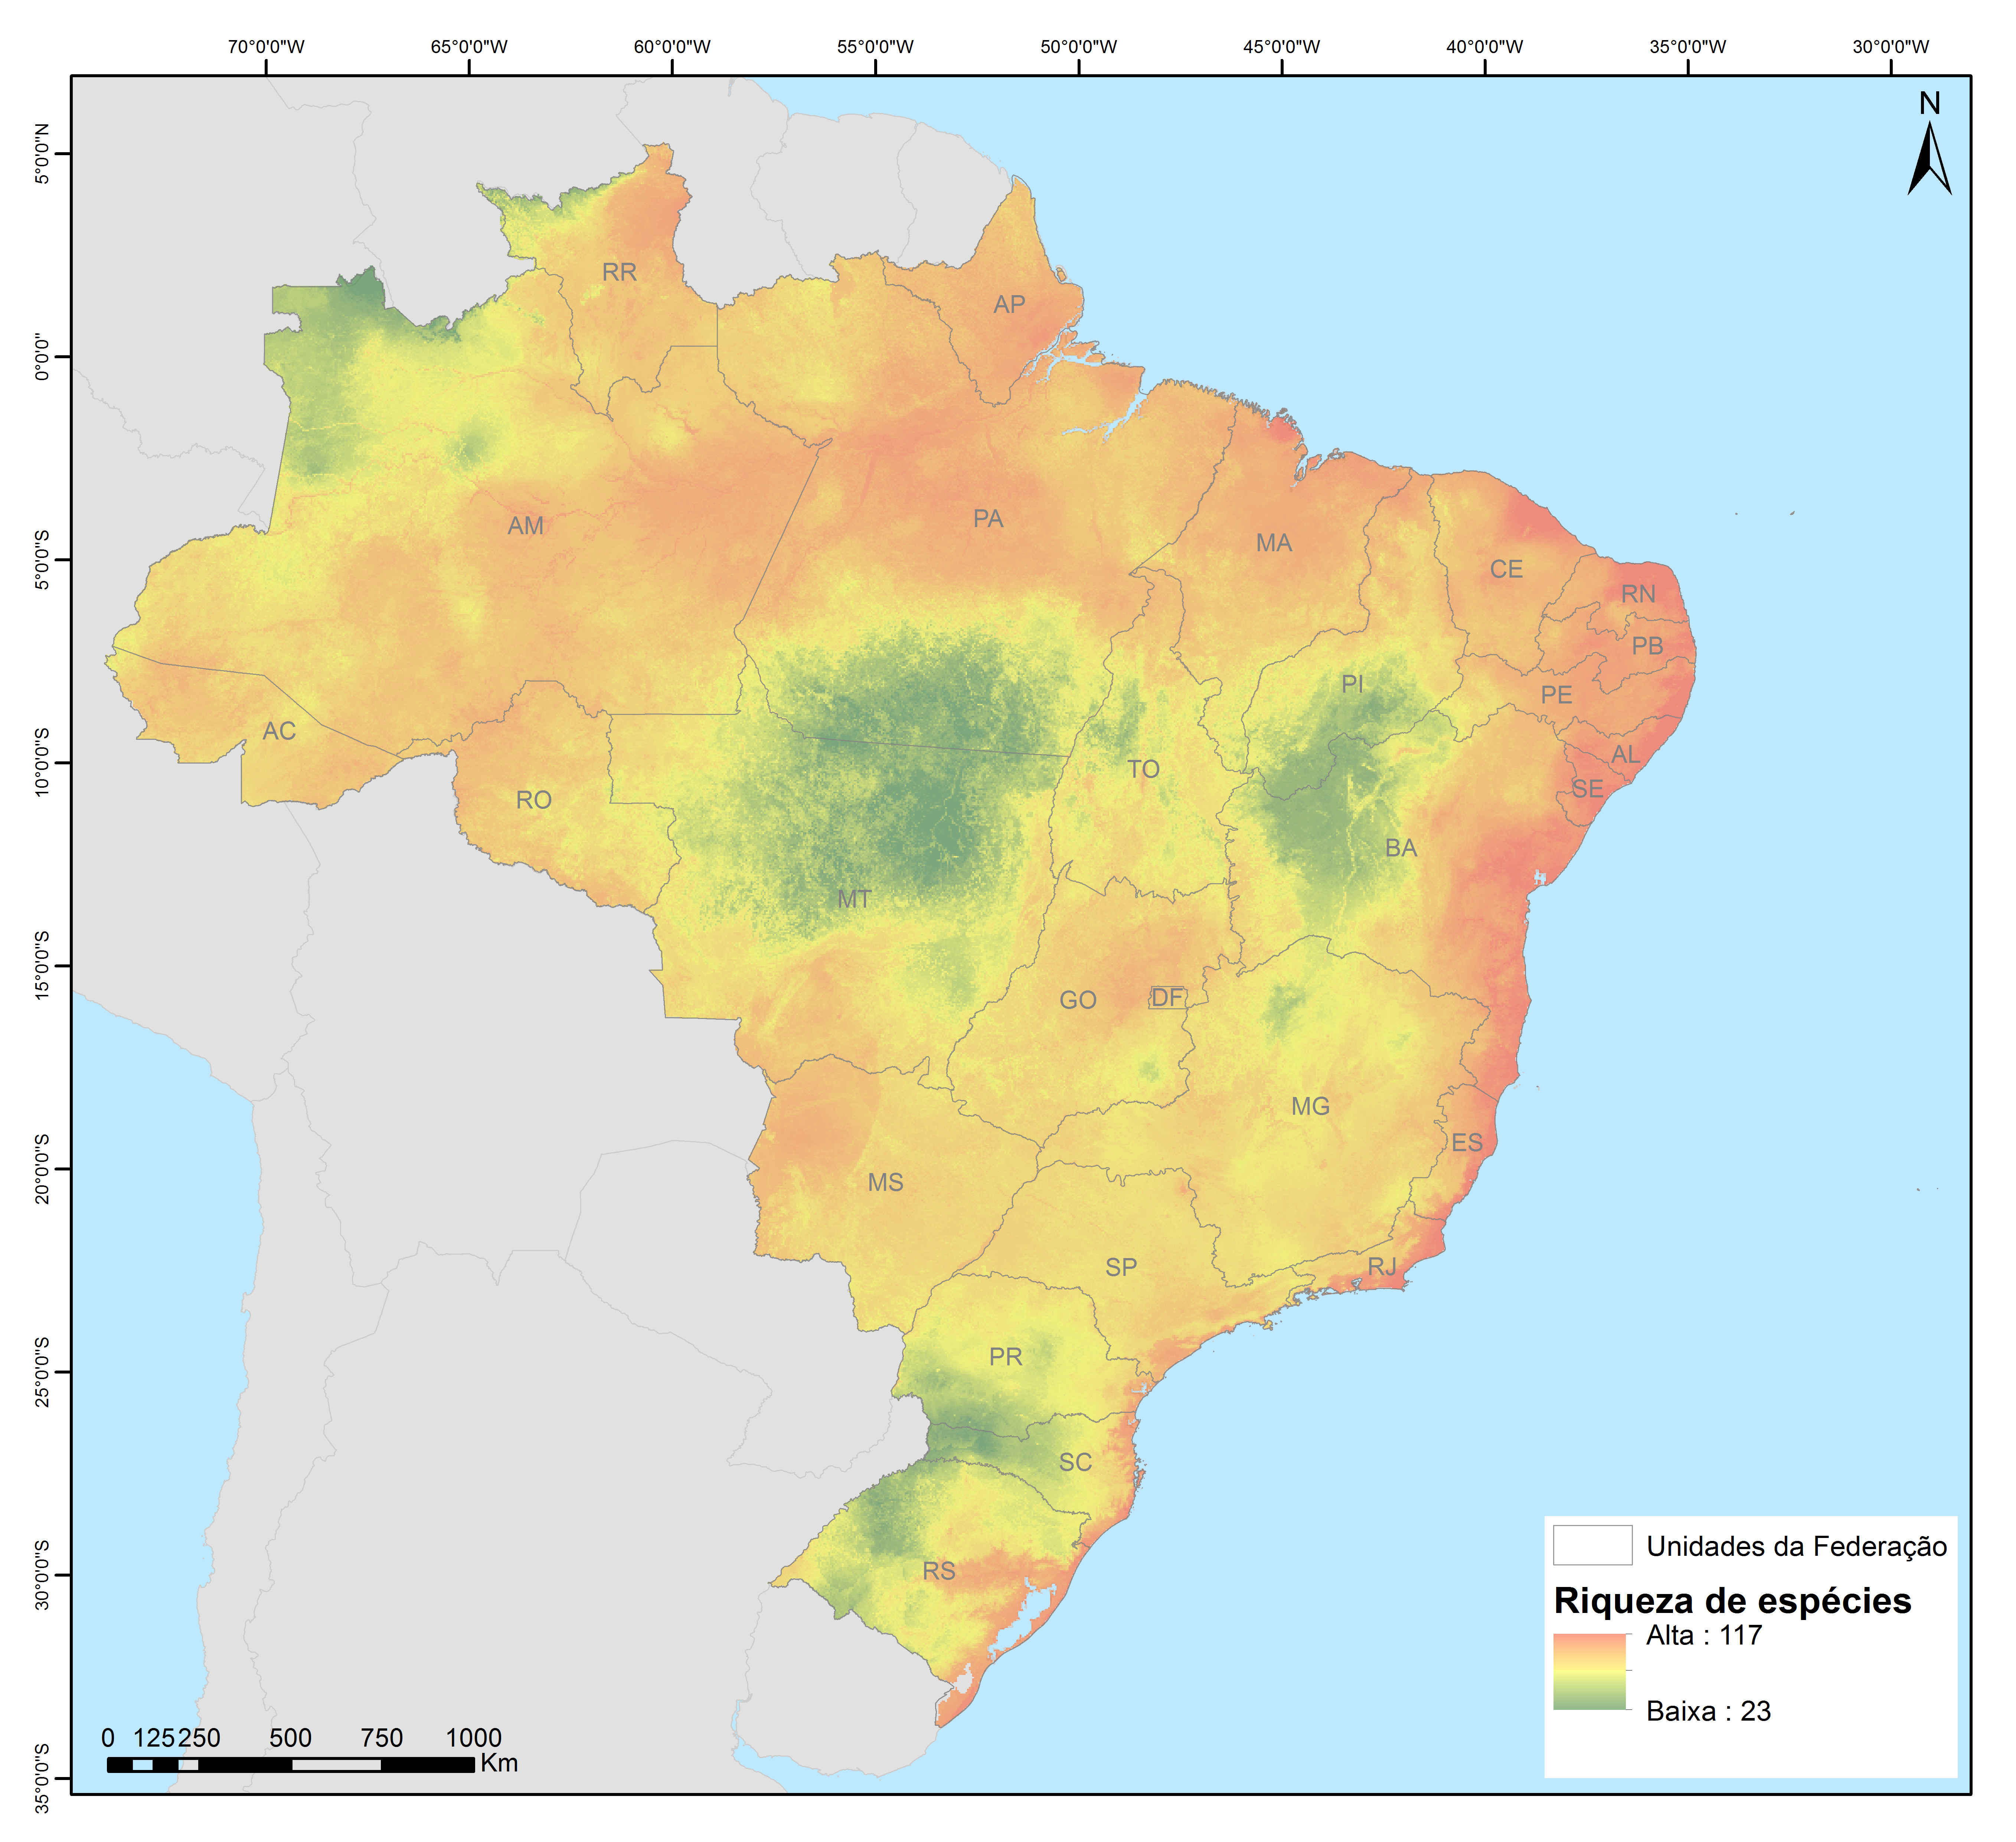 70°0'0"W 65°0'0"W 60°0'0"W 55°0'0"W 50°0'0"W 45°0'0"W 40°0'0"W 35°0'0"W 30°0'0"W
N
5°0'0"N
0°0'0"
5°0'0"S
10°0'0"S
15°0'0"S
20°0'0"S
25°0'0"S
30°0'0"S
35°0'0"S
RR
AP
AM
PA
MA
CE
RN
PB
PI
PE
AC
AL
TO
SE
RO
BA
MT
GO
DF
MG
ES
MS
SP
RJ
PR
SC
RS
Unidades da Federação
Riqueza de espécies
Alta : 117
Baixa : 23
0 125 250 500 750 1000
Km